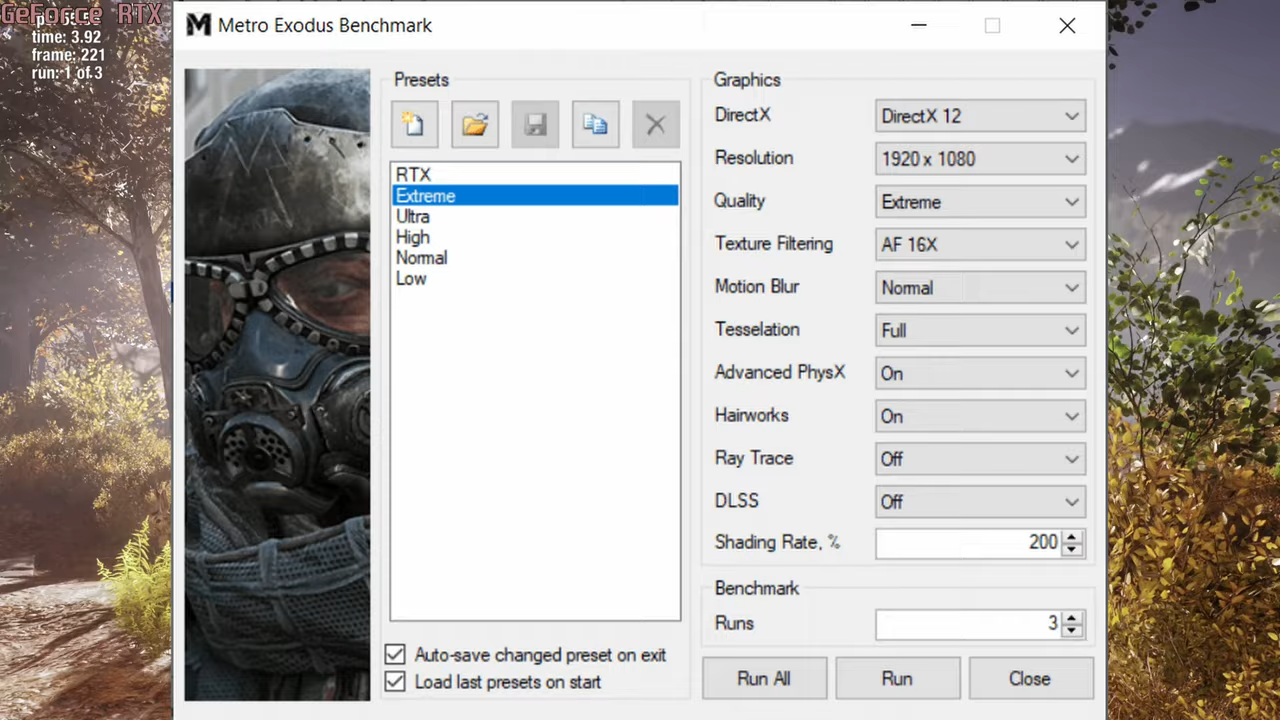 GeForce RTX
time: 3.92
frame: 221
run: 1 of 3
Metro Exodus Benchmark
Presets
RTX
Extreme
Ultra
High
Normal
Low
Auto-save changed preset on exit
Load last presets on start
Graphics
DirectX DirectX 12
Resolution 1920 x 1080
Quality Extreme
Texture Filtering AF 16X
Motion Blur Normal
Tesselation Full
Advanced PhysX On
Hairworks On
Ray Trace Off
DLSS Off
Shading Rate, % 200
Benchmark
Runs 3
Run All Run Close